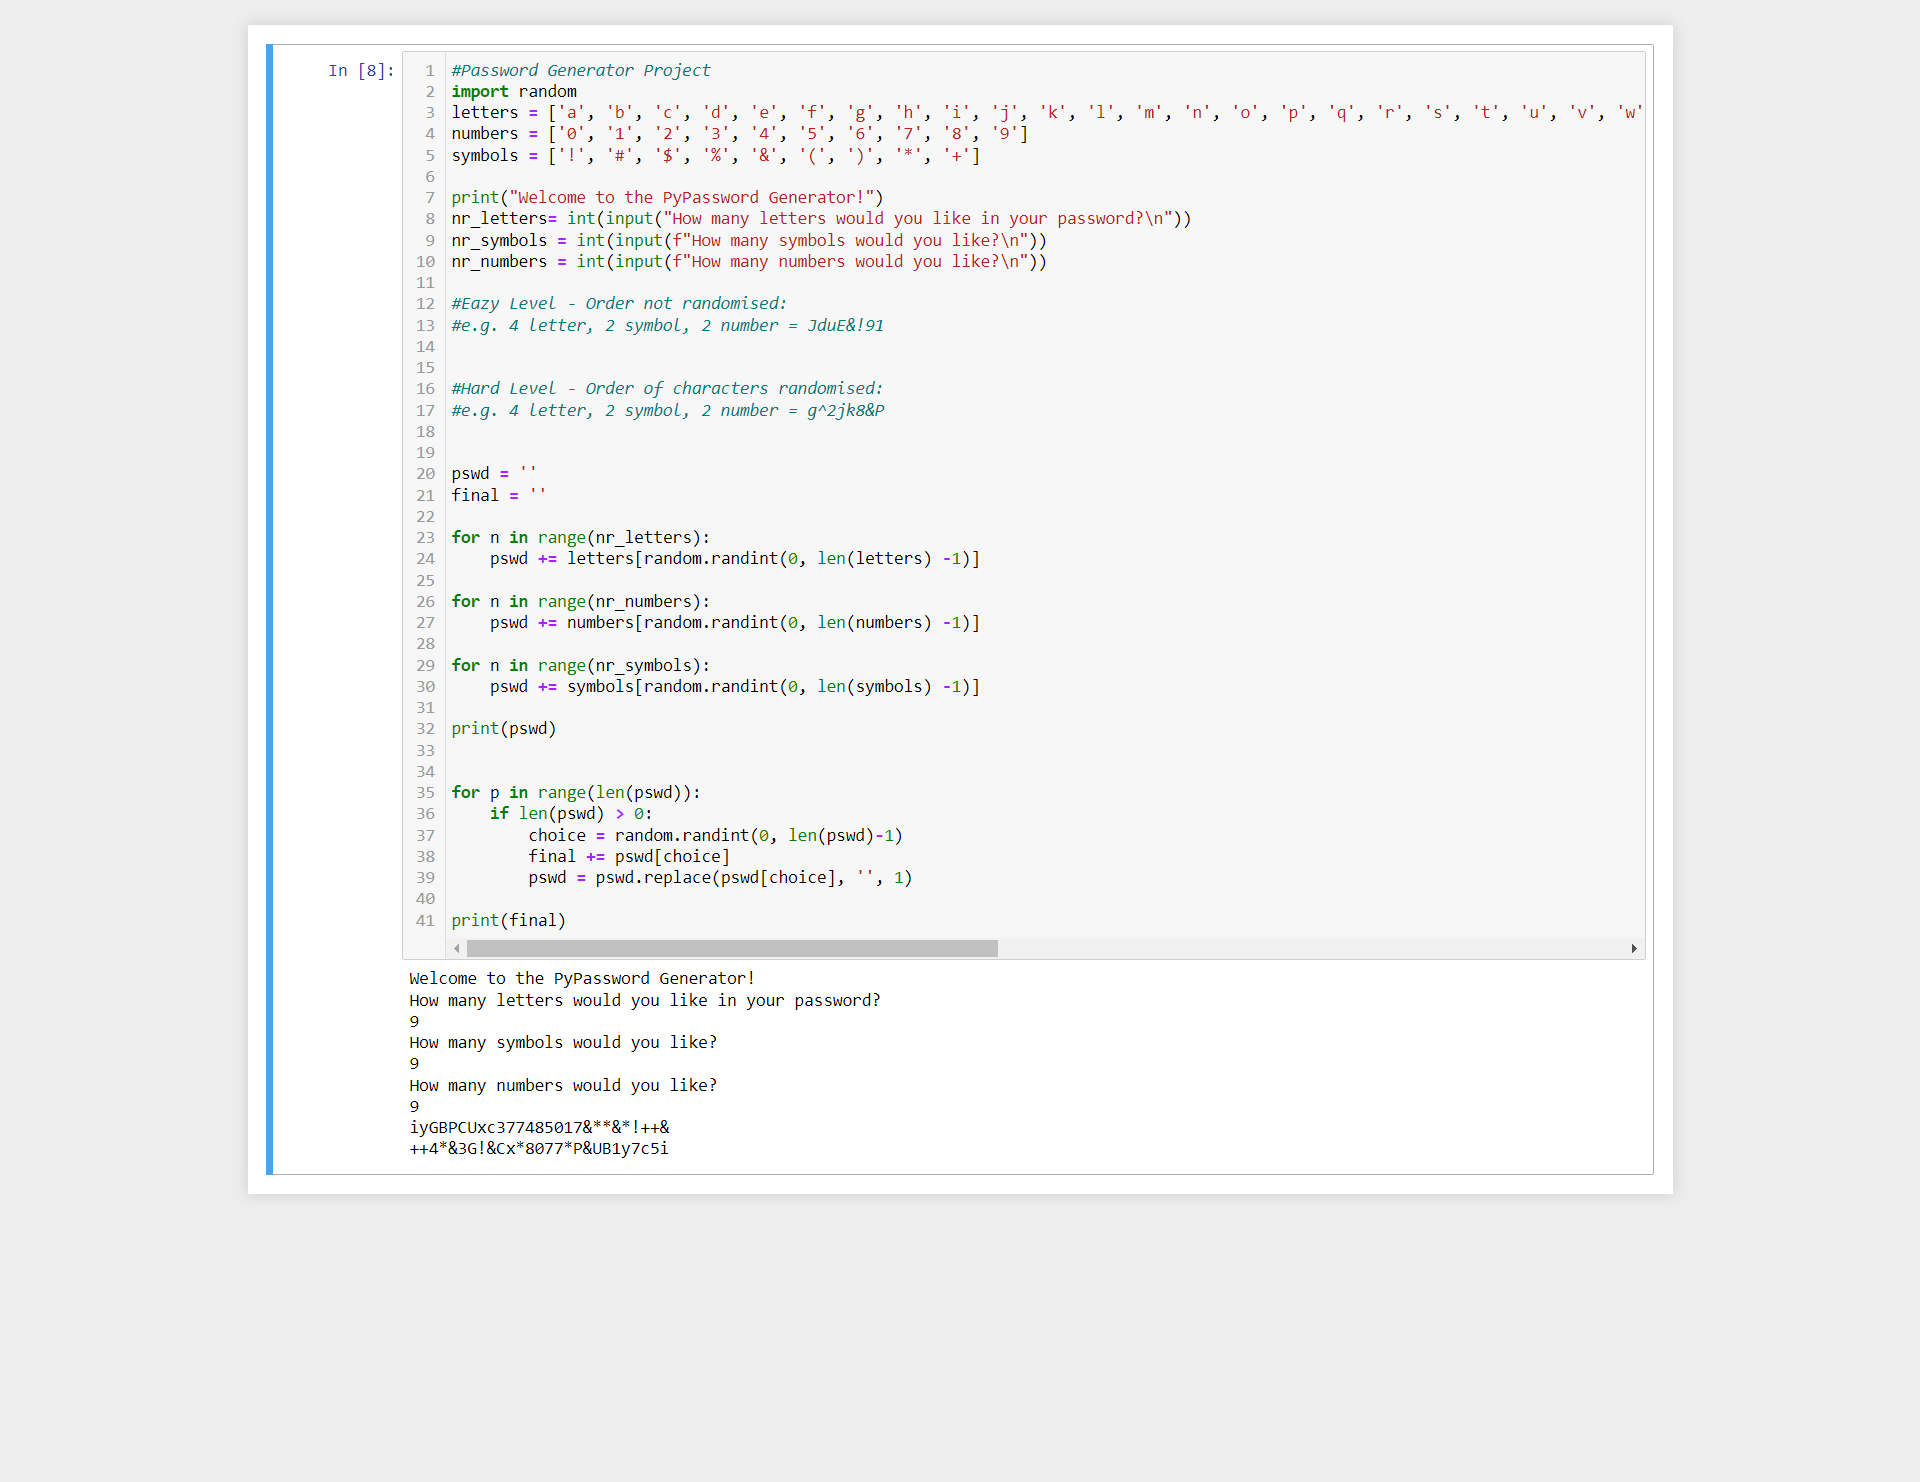 In [8]:
1 #Password Generator Project
2 import random
3 letters = ['a', 'b', 'c', 'd', 'e', 'f', 'g', 'h', 'i', 'j', 'k', 'l', 'm', 'n', 'o', 'p', 'q', 'r', 's', 't', 'u', 'v', 'w'
4 numbers = ['0', '1', '2', '3', '4', '5', '6', '7', '8', '9']
5 symbols = ['!', '#', '$', '%', '&', '(', ')', '*', '+']
6
7 print("Welcome to the PyPassword Generator!")
8 nr_letters= int(input("How many letters would you like in your password?\n"))
9 nr_symbols = int(input(f"How many symbols would you like?\n"))
10 nr_numbers = int(input(f"How many numbers would you like?\n"))
11
12 #Eazy Level - Order not randomised:
13 #e.g. 4 letter, 2 symbol, 2 number = JduE&!91
14
15
16 #Hard Level - Order of characters randomised:
17 #e.g. 4 letter, 2 symbol, 2 number = g^2jk8&P
18
19
20 pswd = ''
21 final = ''
22
23 for n in range(nr_letters):
24     pswd += letters[random.randint(0, len(letters) -1)]
25
26 for n in range(nr_numbers):
27     pswd += numbers[random.randint(0, len(numbers) -1)]
28
29 for n in range(nr_symbols):
30     pswd += symbols[random.randint(0, len(symbols) -1)]
31
32 print(pswd)
33
34
35 for p in range(len(pswd)):
36     if len(pswd) > 0:
37         choice = random.randint(0, len(pswd)-1)
38         final += pswd[choice]
39         pswd = pswd.replace(pswd[choice], '', 1)
40
41 print(final)
Welcome to the PyPassword Generator!
How many letters would you like in your password?
9
How many symbols would you like?
9
How many numbers would you like?
9
iyGBPCUxc377485017&**&*!++&
++4*&3G!&Cx*8077*P&UB1y7c5i